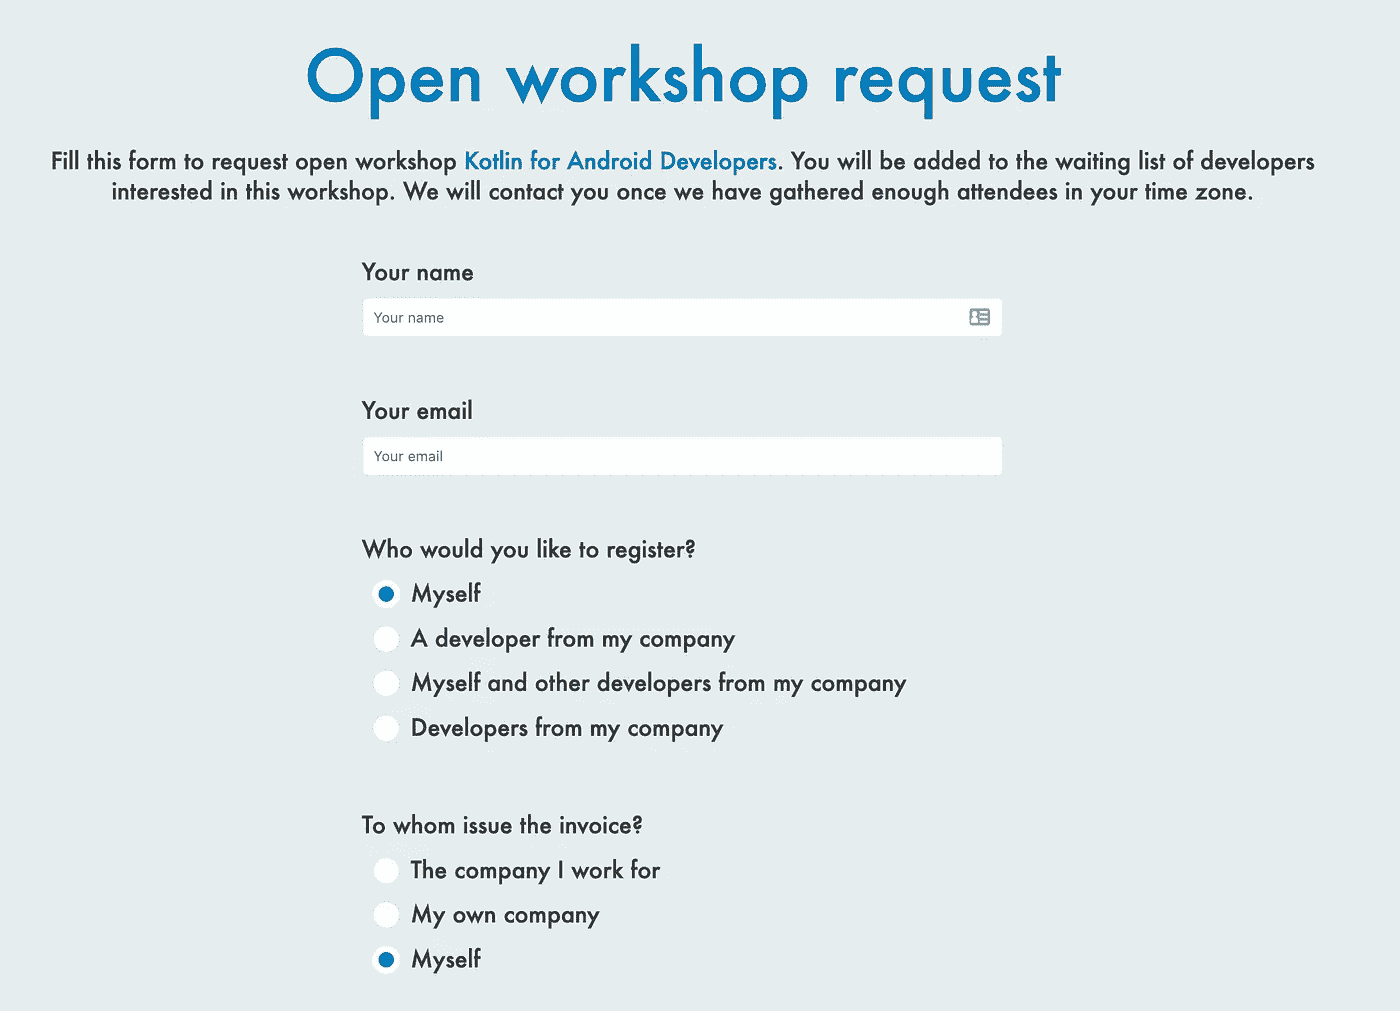 Open workshop request
Fill this form to request open workshop Kotlin for Android Developers. You will be added to the waiting list of developers
interested in this workshop. We will contact you once we have gathered enough attendees in your time zone.
Your name
Your name
Your email
Your email
Who would you like to register?
Myself
A developer from my company
Myself and other developers from my company
Developers from my company
To whom issue the invoice?
The company I work for
My own company
Myself